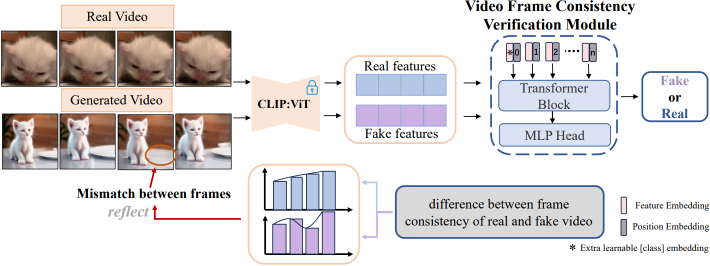 Real Video
Generated Video
Mismatch between frames
reflect
CLIP:ViT
Real features
Fake features
Video Frame Consistency
Verification Module
* 0 1 2 n
Transformer
Block
MLP Head
Fake
or
Real
difference between frame
consistency of real and fake video
Feature Embedding
Position Embedding
* Extra learnable [class] embedding